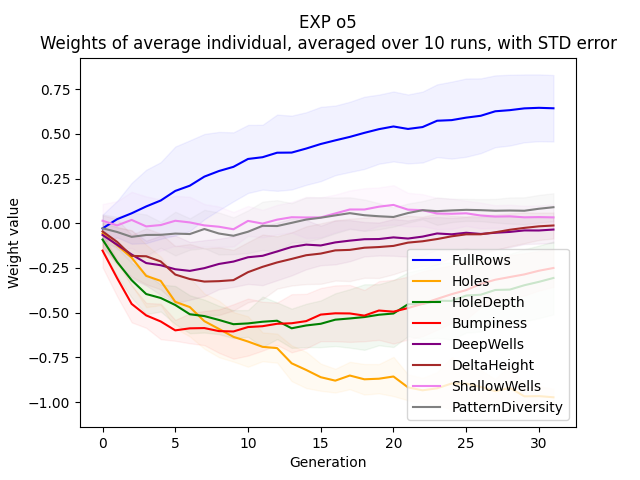 EXP o5
Weights of average individual, averaged over 10 runs, with STD error
Weight value
0.75
0.50
0.25
0.00
−0.25
−0.50
−0.75
−1.00
FullRows
Holes
HoleDepth
Bumpiness
DeepWells
DeltaHeight
ShallowWells
PatternDiversity
0 5 10 15 20 25 30
Generation